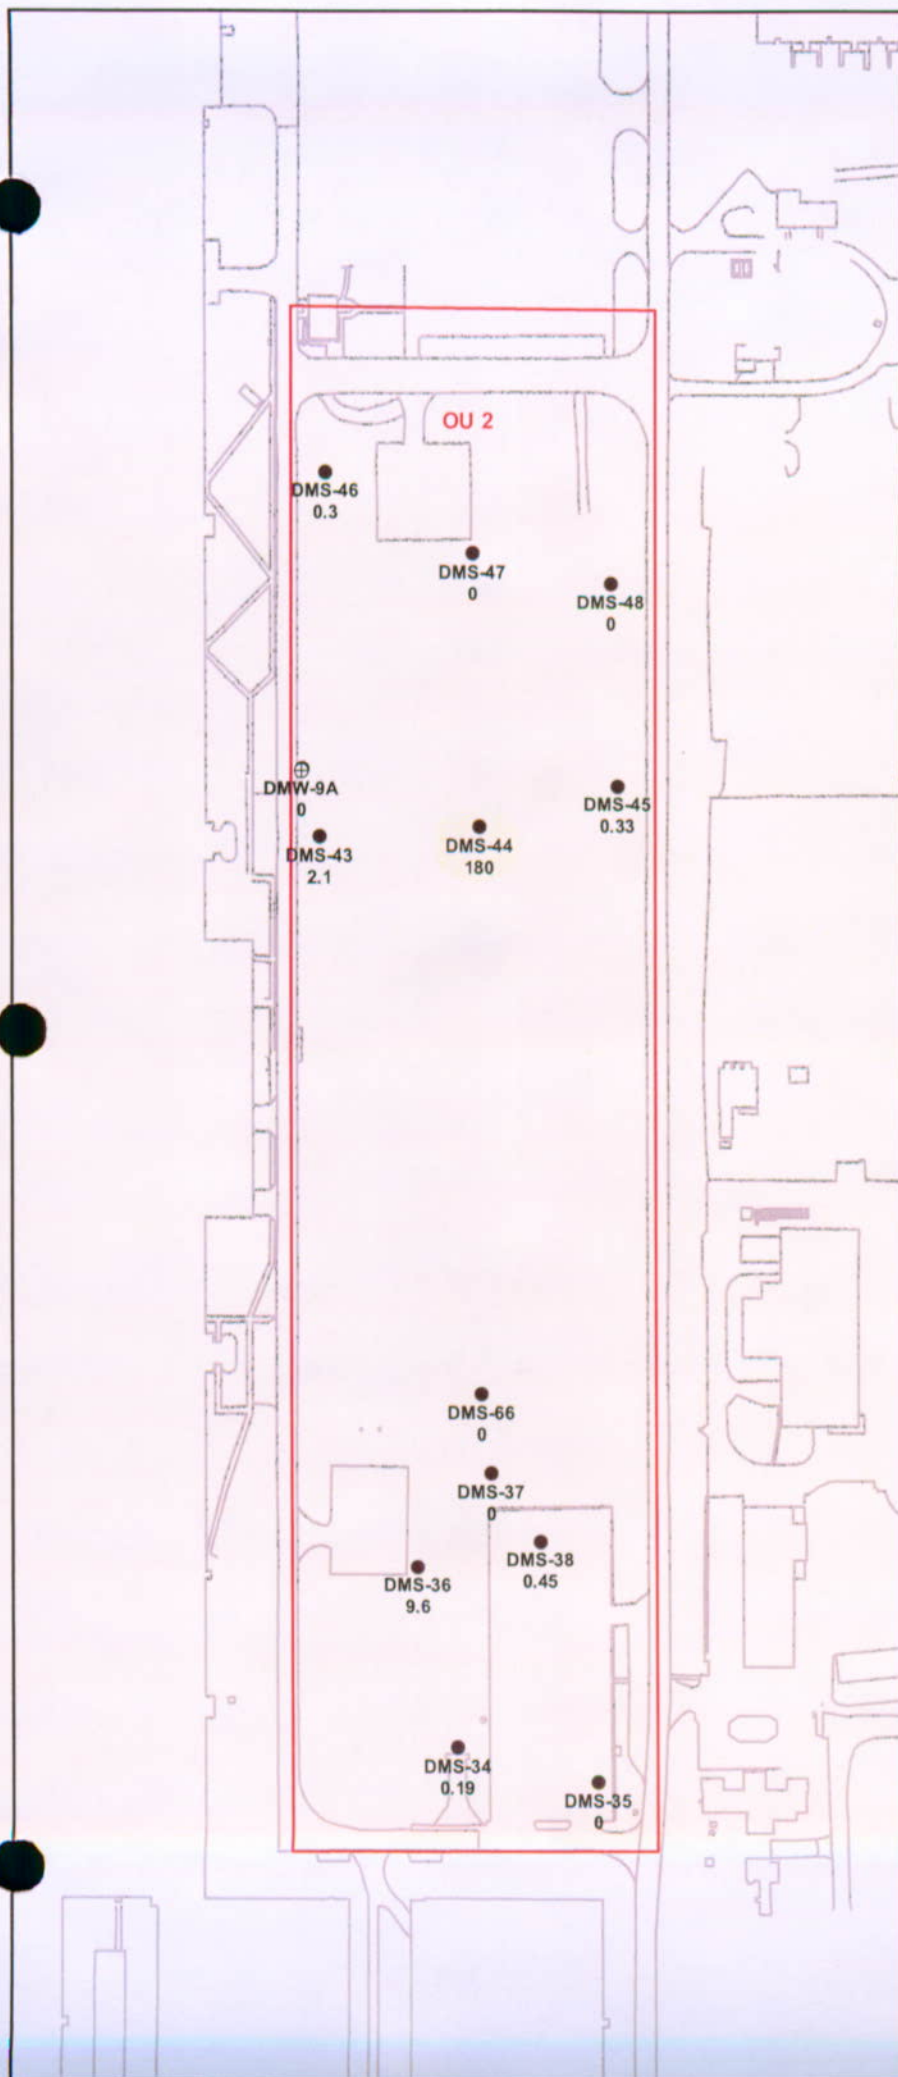 OU 2
DMS-46
0.3
DMS-47
0
DMS-48
0
DMW-9A
0
DMS-45
0.33
DMS-44
180
DMS-43
2.1
DMS-66
0
DMS-37
0
DMS-38
0.45
DMS-36
9.6
DMS-34
0.19
DMS-35
0